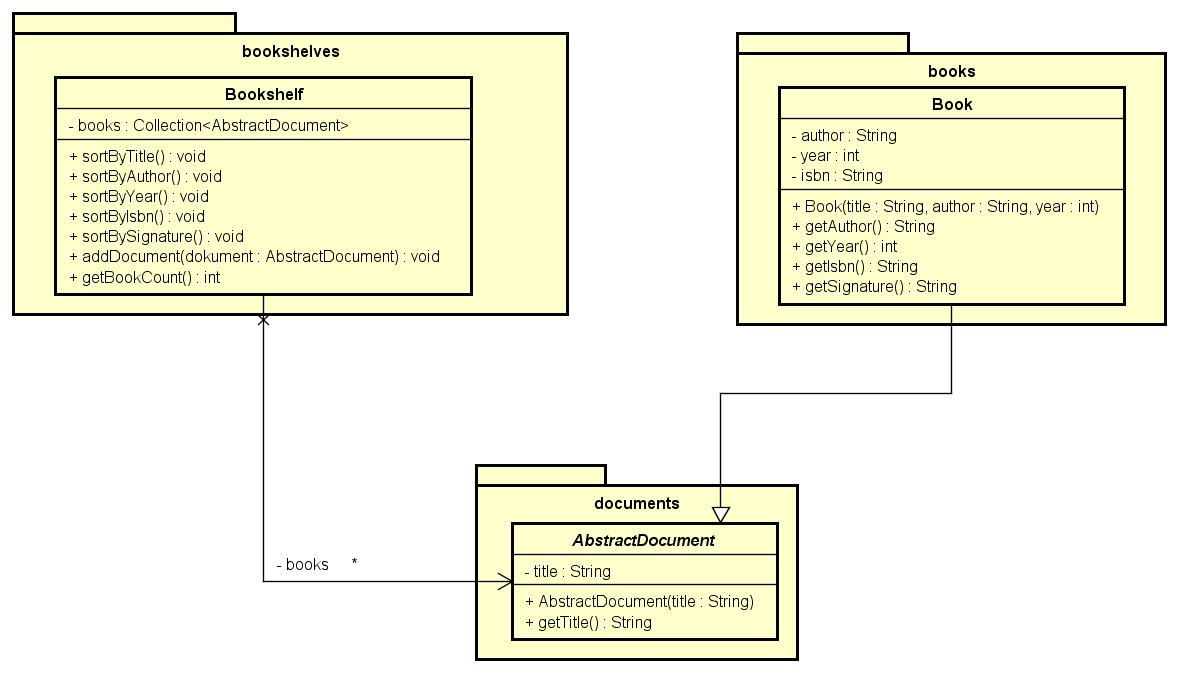 bookshelves
Bookshelf
- books : Collection<AbstractDocument>
+ sortByTitle() : void
+ sortByAuthor() : void
+ sortByYear() : void
+ sortByIsbn() : void
+ sortBySignature() : void
+ addDocument(dokument : AbstractDocument) : void
+ getBookCount() : int
books
Book
- author : String
- year : int
- isbn : String
+ Book(title : String, author : String, year : int)
+ getAuthor() : String
+ getYear() : int
+ getIsbn() : String
+ getSignature() : String
- books *
documents
AbstractDocument
- title : String
+ AbstractDocument(title : String)
+ getTitle() : String